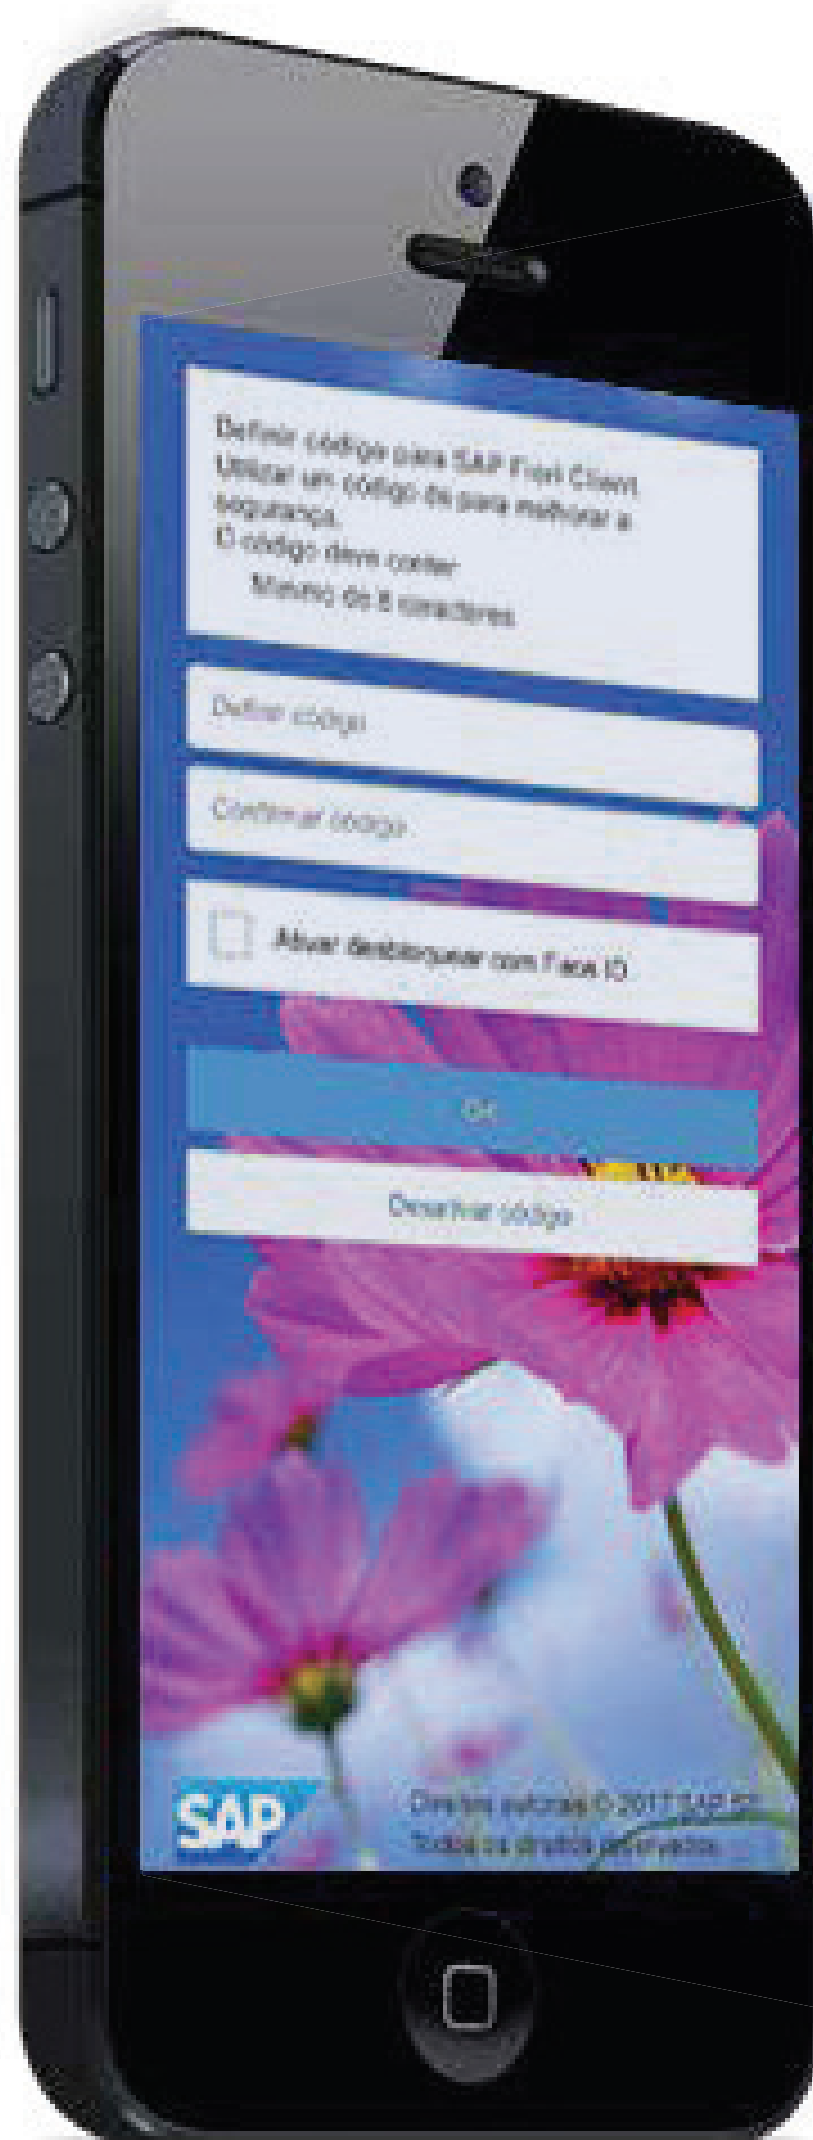 Definir código para SAP Fiori Client
Utilizar um código de para melhorar a
segurança.
O código deve conter
Mínimo de 8 caracteres
Definir código
Confirmar código
Ativar desbloquear com Face ID
OK
Desativar código
SAP
Direitos autorais © 2017 SAP SE
Todos os direitos reservados.